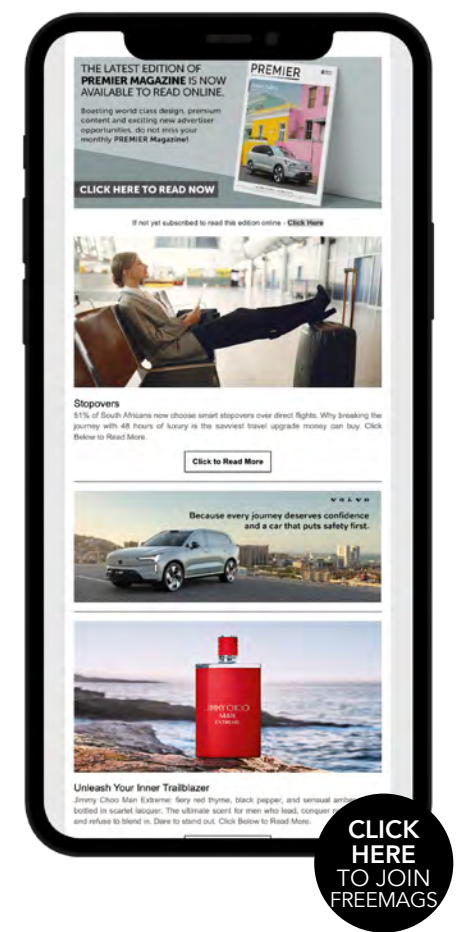 THE LATEST EDITION OF
PREMIER MAGAZINE IS NOW
AVAILABLE TO READ ONLINE.
Boasting world class design, premium
content and exciting new advertiser
opportunities, do not miss your
monthly PREMIER Magazine!
CLICK HERE TO READ NOW
PREMIER
If not yet subscribed to read this edition online - Click Here
Stopovers
51% of South Africans now choose smart stopovers over direct flights. Why breaking the
journey with 48 hours of luxury is the savviest travel upgrade money can buy. Click
Below to Read More.
Click to Read More
VOLVO
Because every journey deserves confidence
and a car that puts safety first.
JIMMY CHOO
MAN
EXTREME
Unleash Your Inner Trailblazer
Jimmy Choo Man Extreme: fiery red thyme, black pepper, and sensual
bottled in scarlet lacquer. The ultimate scent for men who lead, conquer
and refuse to blend in. Dare to stand out. Click Below to Read More.
CLICK
HERE
TO JOIN
FREEMAGS